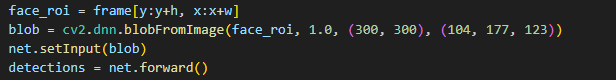 face_roi = frame[y:y+h, x:x+w]
blob = cv2.dnn.blobFromImage(face_roi, 1.0, (300, 300), (104, 177, 123))
net.setInput(blob)
detections = net.forward()